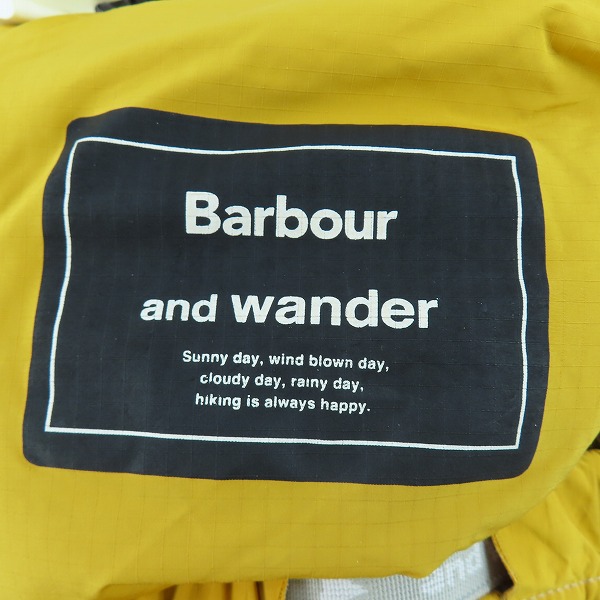 Barbour
and wander
Sunny day, wind blown day,
cloudy day, rainy day,
hiking is always happy.